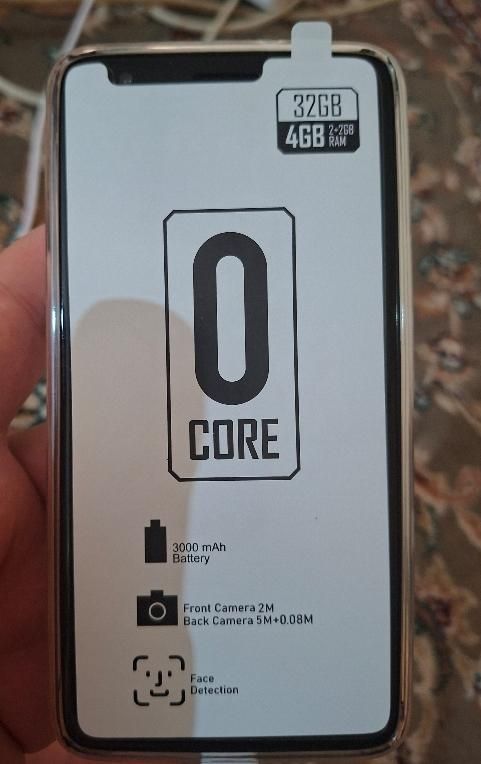 32GB
4GB 2+2GB RAM
0
CORE
3000 mAh
Battery
Front Camera 2M
Back Camera 5M+0.08M
Face
Detection